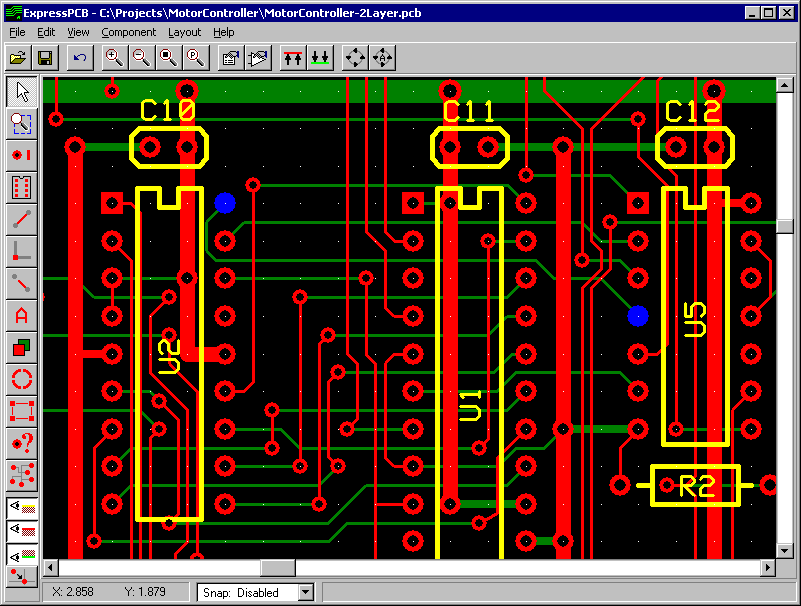 ExpressPCB - C:\Projects\MotorController\MotorController-2Layer.pcb
File Edit View Component Layout Help
C10 C11 C12
U2 U1 U5
R2
X: 2.858 Y: 1.879 Snap: Disabled